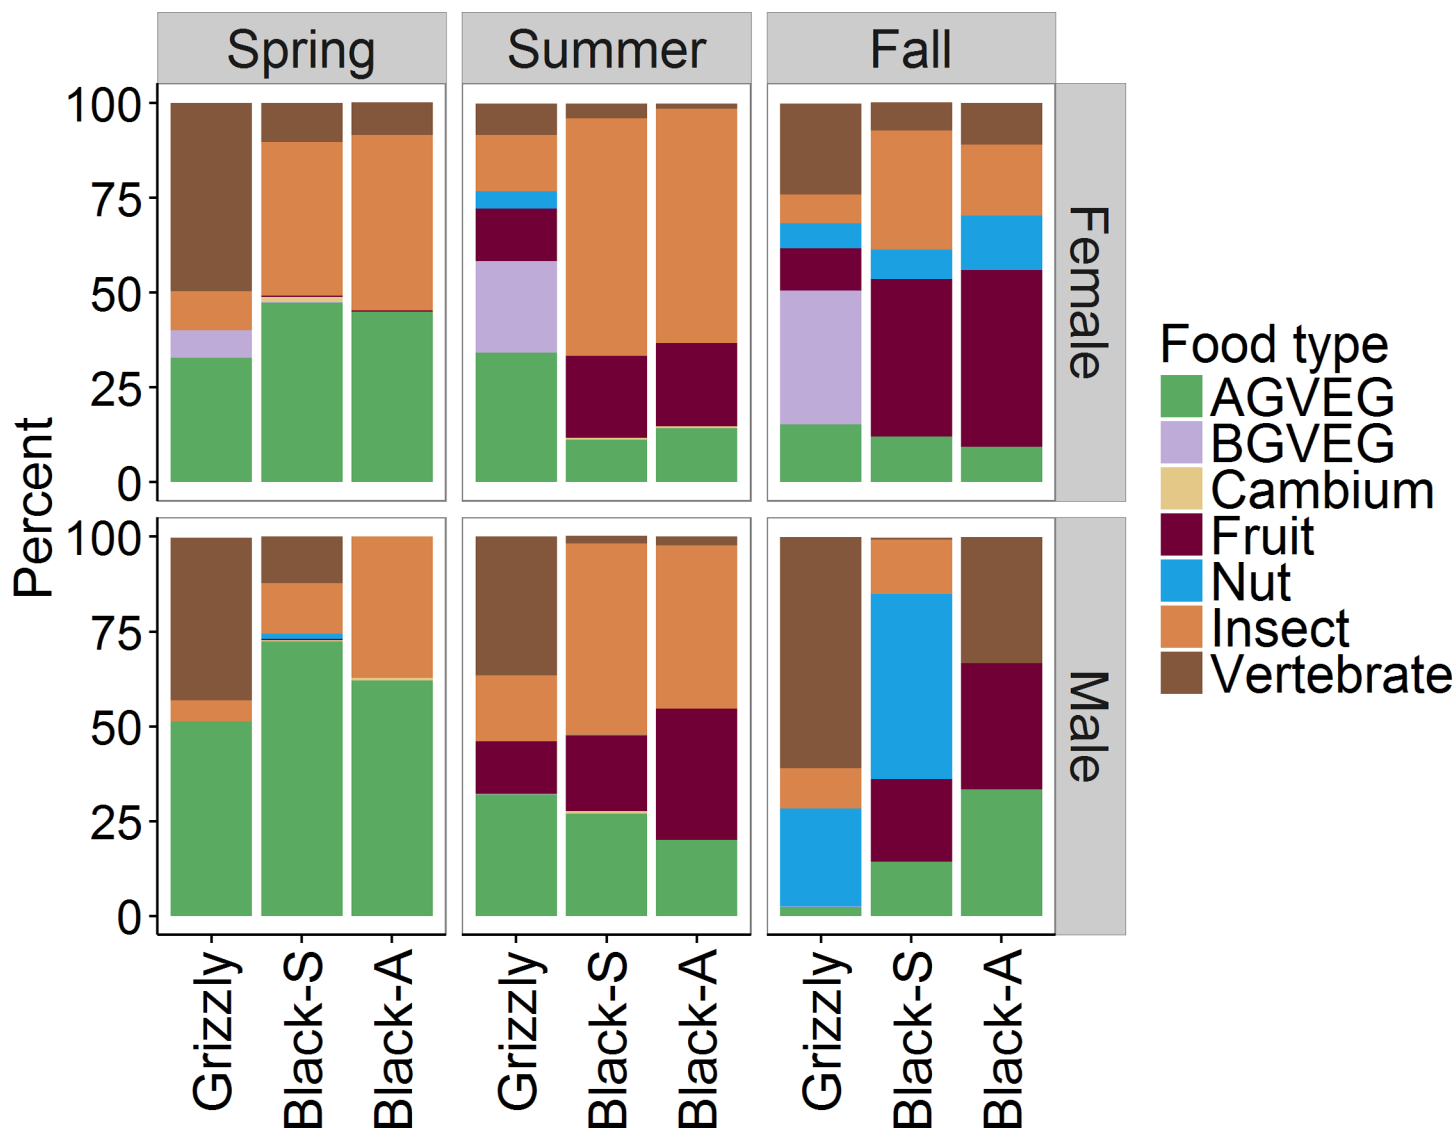 Spring Summer Fall
100
75
50
25
0
Female
100
75
50
25
0
Male
Percent
Grizzly Black-S Black-A Grizzly Black-S Black-A Grizzly Black-S Black-A
Food type
AGVEG
BGVEG
Cambium
Fruit
Nut
Insect
Vertebrate